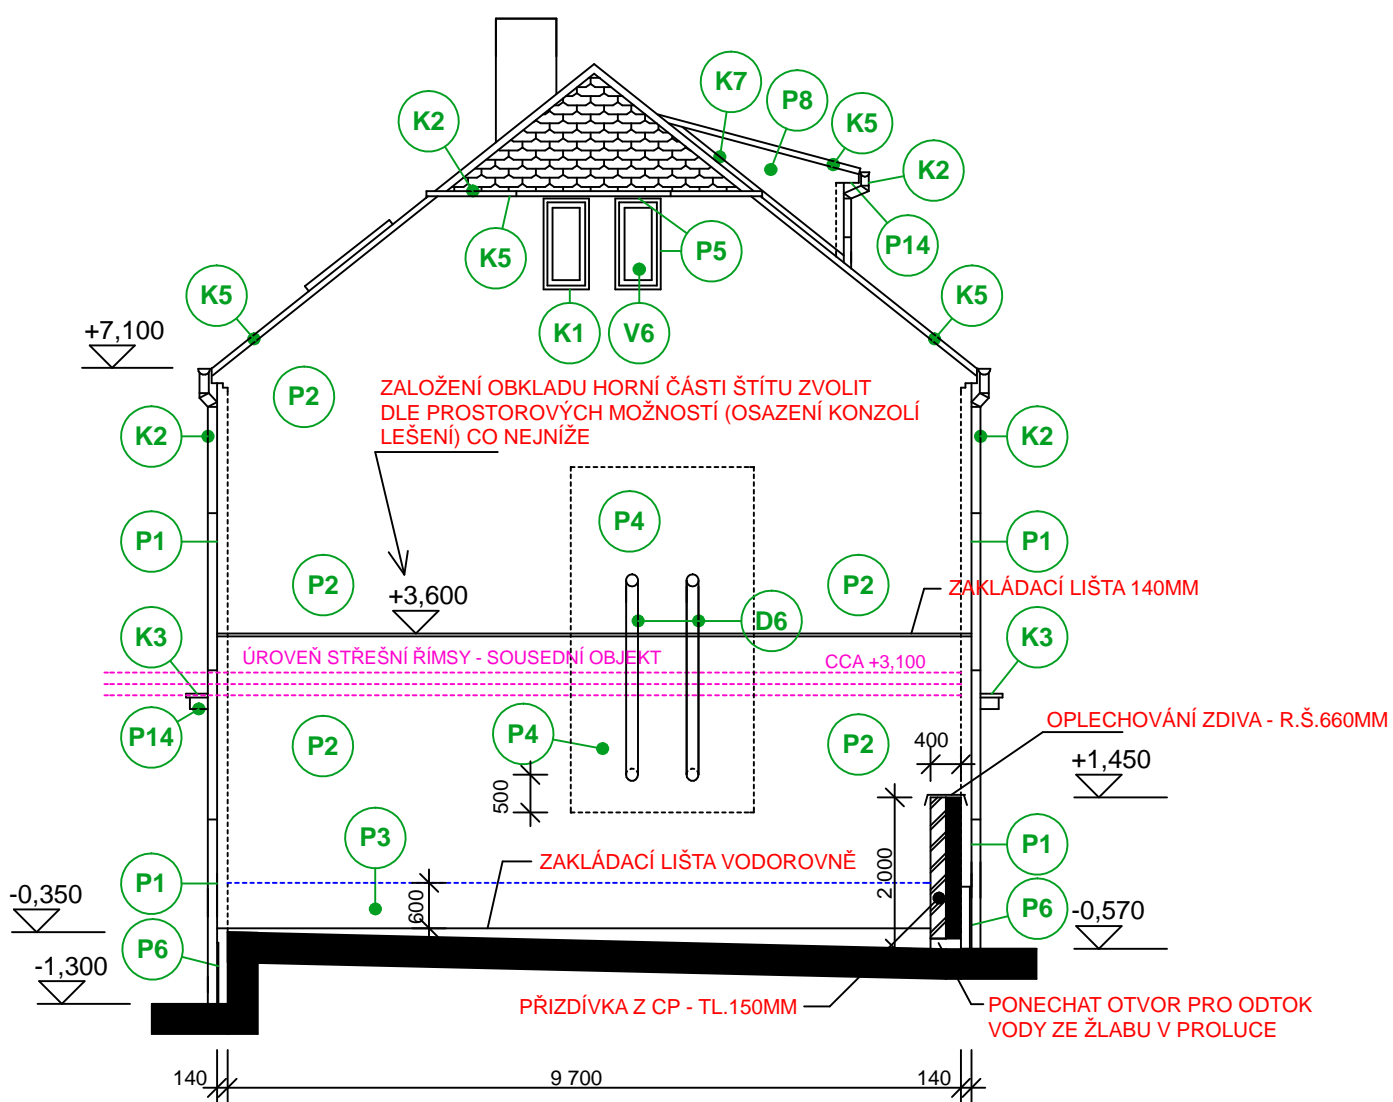 K7
P8
K2
K5
K2
P14
K5
P5
K5
K5
K1
V6
+7,100
P2
ZALOŽENÍ OBKLADU HORNÍ ČÁSTI ŠTÍTU ZVOLIT
DLE PROSTOROVÝCH MOŽNOSTÍ (OSAZENÍ KONZOLÍ
LEŠENÍ) CO NEJNÍŽE
K2
K2
P4
P1
P1
P2
P2
ZAKLÁDACÍ LIŠTA 140MM
+3,600
D6
K3
K3
ÚROVEŇ STŘEŠNÍ ŘÍMSY - SOUSEDNÍ OBJEKT
CCA +3,100
P14
P2
P4
P2
OPLECHOVÁNÍ ZDIVA - R.Š.660MM
400
+1,450
500
P3
P1
ZAKLÁDACÍ LIŠTA VODOROVNĚ
2 000
P1
-0,350
600
P6
-0,570
P6
-1,300
PŘIZDÍVKA Z CP - TL.150MM
PONECHAT OTVOR PRO ODTOK
VODY ZE ŽLABU V PROLUCE
140
9 700
140